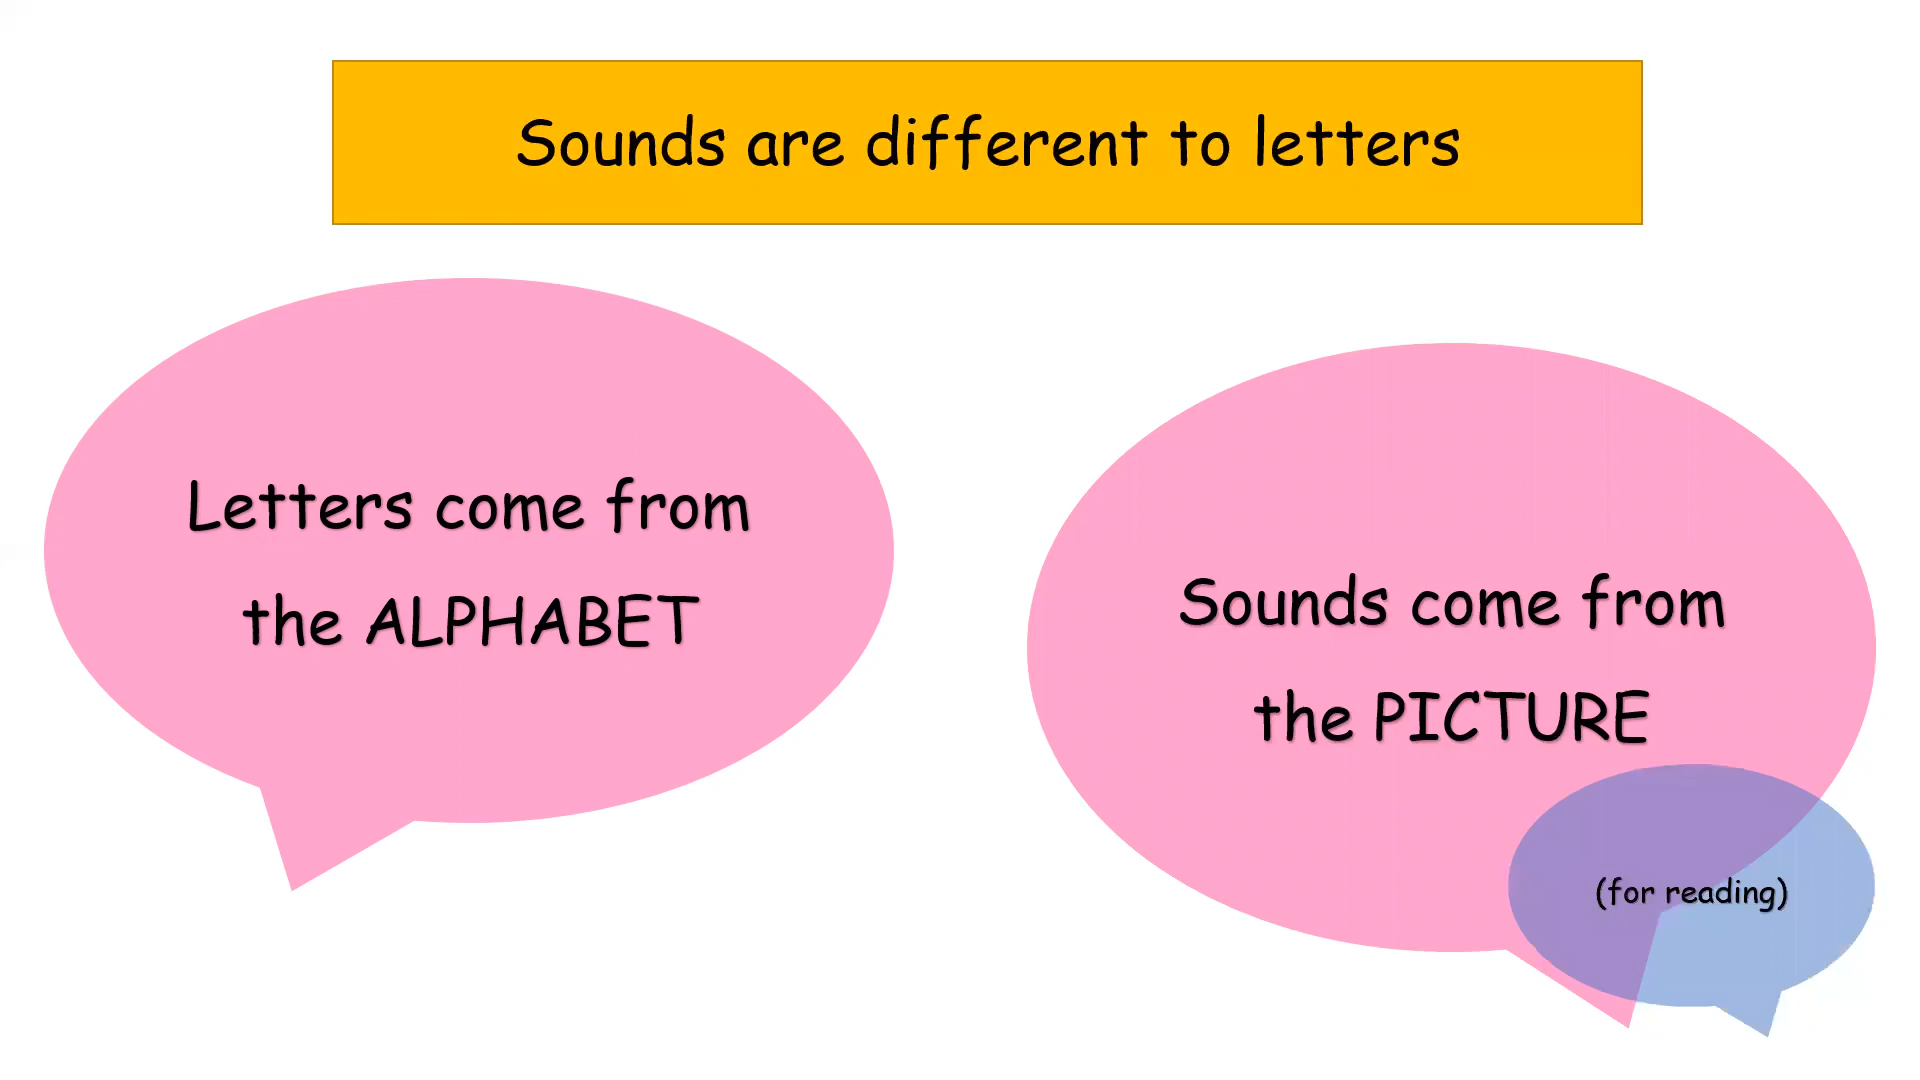 Sounds are different to letters
Letters come from
the ALPHABET
Sounds come from
the PICTURE
(for reading)